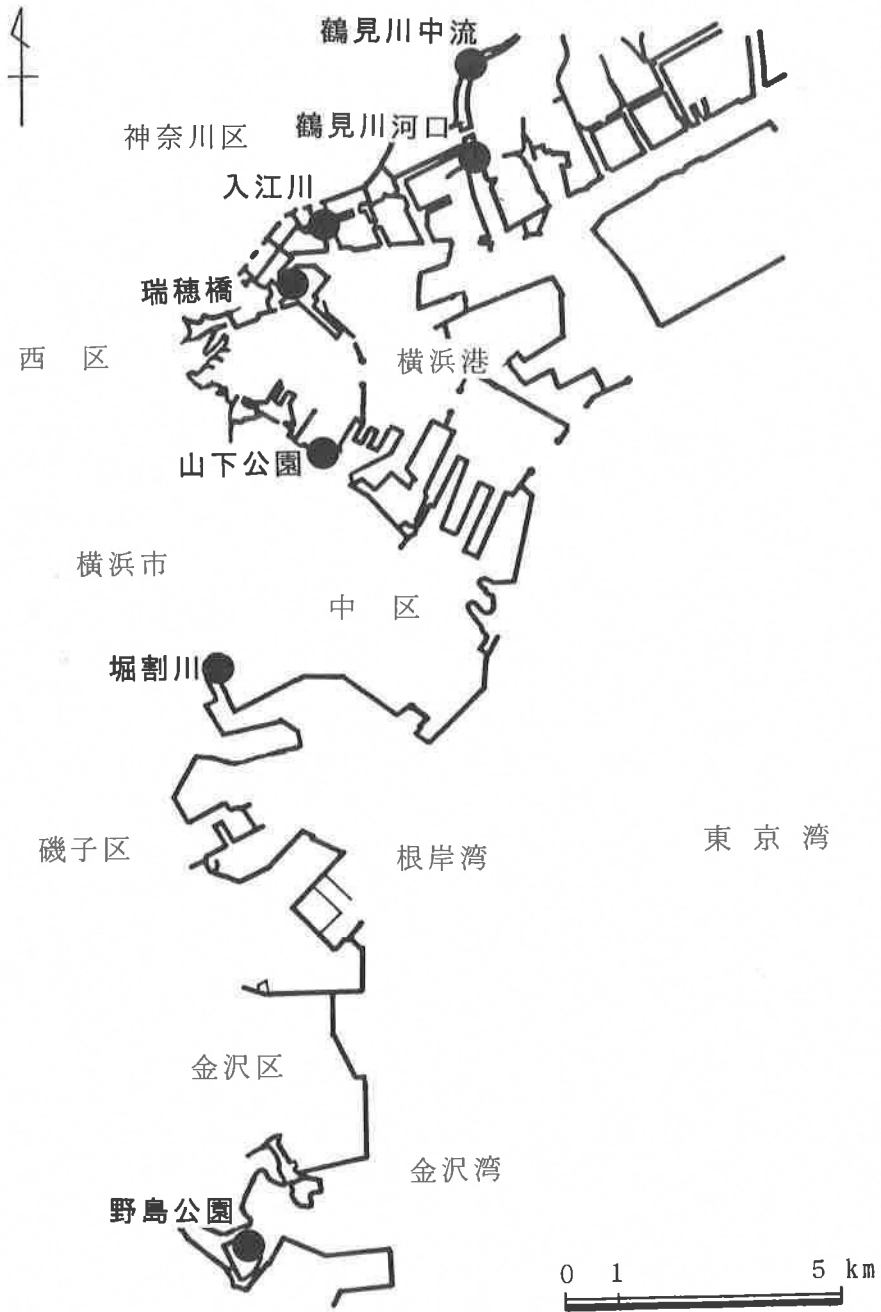 鶴見川中流
鶴見川河口
神奈川区
入江川
瑞穂橋
西 区
横浜港
山下公園
横浜市
中 区
堀割川
磯子区
根岸湾
東 京 湾
金沢区
金沢湾
野島公園
0 1 5 km